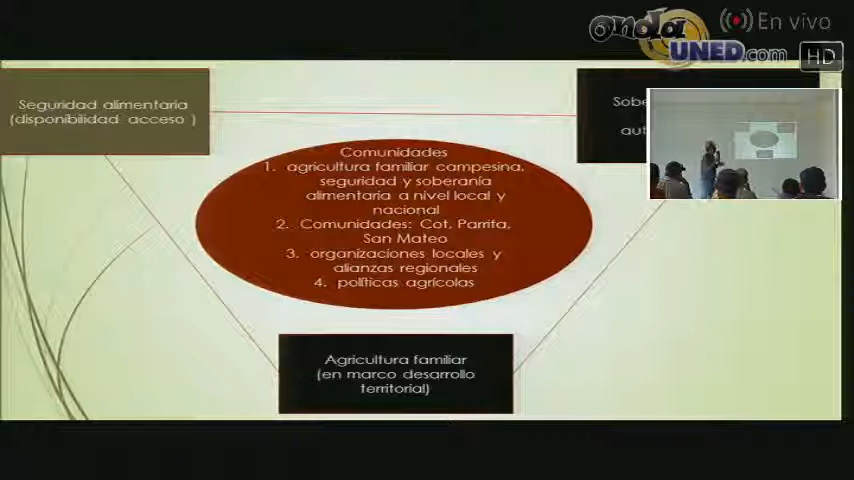 onda
UNED.com
En vivo
HD
Seguridad alimentaria
(disponibilidad acceso )
Comunidades
1. agricultura familiar campesina,
seguridad y soberanía
alimentaria a nivel local y
nacional
2. Comunidades: Cot, Parrita,
San Mateo
3. organizaciones locales y
alianzas regionales
4. políticas agrícolas
Agricultura familiar
(en marco desarrollo
territorial)